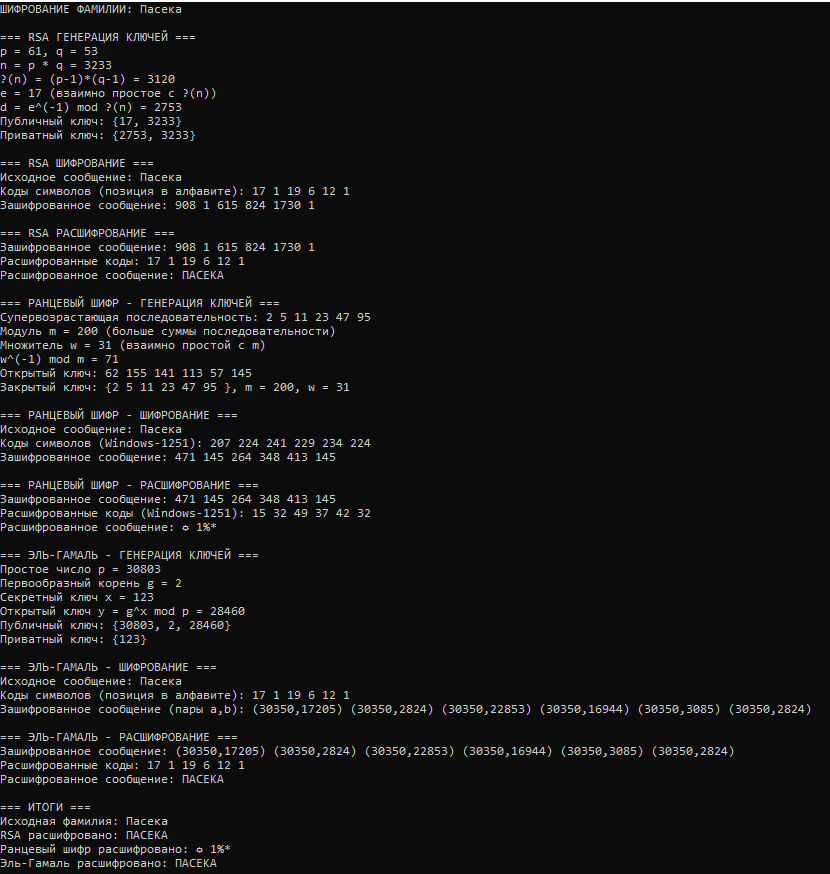 ШИФРОВАНИЕ ФАМИЛИИ: Пасека
=== RSA ГЕНЕРАЦИЯ КЛЮЧЕЙ ===
p = 61, q = 53
n = p * q = 3233
?(n) = (p-1)*(q-1) = 3120
e = 17 (взаимно простое с ?(n))
d = e^(-1) mod ?(n) = 2753
Публичный ключ: {17, 3233}
Приватный ключ: {2753, 3233}
=== RSA ШИФРОВАНИЕ ===
Исходное сообщение: Пасека
Коды символов (позиция в алфавите): 17 1 19 6 12 1
Зашифрованное сообщение: 908 1 615 824 1730 1
=== RSA РАСШИФРОВАНИЕ ===
Зашифрованное сообщение: 908 1 615 824 1730 1
Расшифрованные коды: 17 1 19 6 12 1
Расшифрованное сообщение: ПАСЕКА
=== РАНЦЕВЫЙ ШИФР - ГЕНЕРАЦИЯ КЛЮЧЕЙ ===
Супервозрастающая последовательность: 2 5 11 23 47 95
Модуль m = 200 (больше суммы последовательности)
Множитель w = 31 (взаимно простой с m)
w^(-1) mod m = 71
Открытый ключ: 62 155 141 113 57 145
Закрытый ключ: {2 5 11 23 47 95 }, m = 200, w = 31
=== РАНЦЕВЫЙ ШИФР - ШИФРОВАНИЕ ===
Исходное сообщение: Пасека
Коды символов (Windows-1251): 207 224 241 229 234 224
Зашифрованное сообщение: 471 145 264 348 413 145
=== РАНЦЕВЫЙ ШИФР - РАСШИФРОВАНИЕ ===
Зашифрованное сообщение: 471 145 264 348 413 145
Расшифрованные коды (Windows-1251): 15 32 49 37 42 32
Расшифрованное сообщение: ☼ 1%*
=== ЭЛЬ-ГАМАЛЬ - ГЕНЕРАЦИЯ КЛЮЧЕЙ ===
Простое число p = 30803
Первообразный корень g = 2
Секретный ключ x = 123
Открытый ключ y = g^x mod p = 28460
Публичный ключ: {30803, 2, 28460}
Приватный ключ: {123}
=== ЭЛЬ-ГАМАЛЬ - ШИФРОВАНИЕ ===
Исходное сообщение: Пасека
Коды символов (позиция в алфавите): 17 1 19 6 12 1
Зашифрованное сообщение (пары a,b): (30350,17205) (30350,2824) (30350,22853) (30350,16944) (30350,3085) (30350,2824)
=== ЭЛЬ-ГАМАЛЬ - РАСШИФРОВАНИЕ ===
Зашифрованное сообщение: (30350,17205) (30350,2824) (30350,22853) (30350,16944) (30350,3085) (30350,2824)
Расшифрованные коды: 17 1 19 6 12 1
Расшифрованное сообщение: ПАСЕКА
=== ИТОГИ ===
Исходная фамилия: Пасека
RSA расшифровано: ПАСЕКА
Ранцевый шифр расшифровано: ☼ 1%*
Эль-Гамаль расшифровано: ПАСЕКА